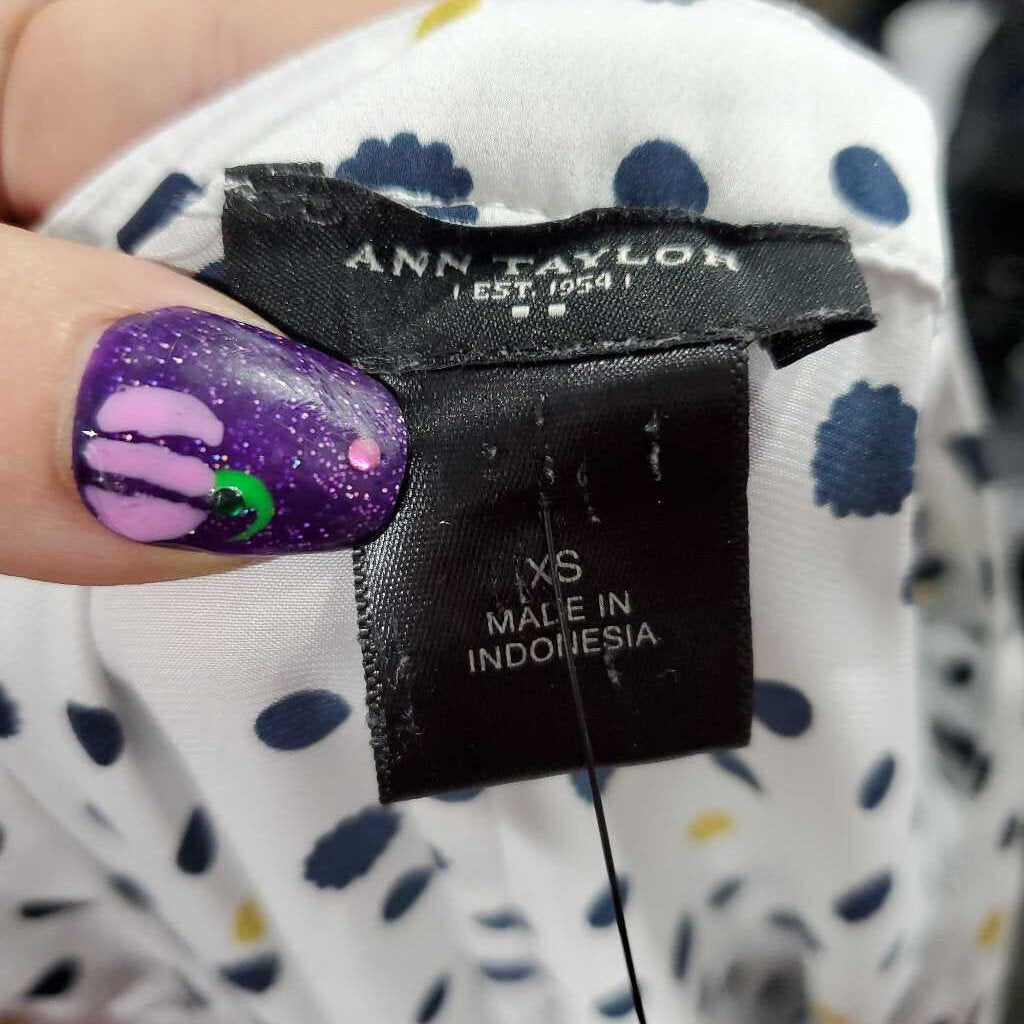 ANN TAYLOR
EST. 1954
XS
MADE IN
INDONESIA